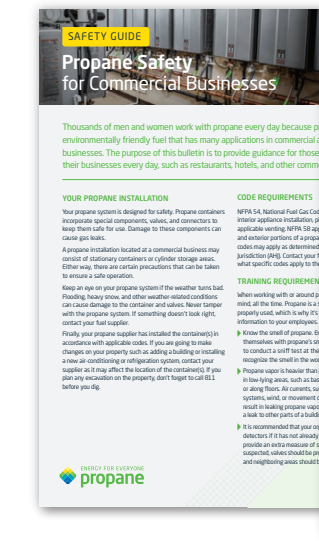 SAFETY GUIDE
Propane Safety
for Commercial Businesses
Thousands of men and women work with propane every day because
environmentally friendly fuel that has many applications in commercial
businesses. The purpose of this bulletin is to provide guidance for those
their businesses every day, such as restaurants, hotels, and other
YOUR PROPANE INSTALLATION
Your propane system is designed for safety. Propane containers
incorporate special components, valves, and connectors to
keep them safe for use. Damage to these components can
cause gas leaks.
A propane installation located at a commercial business may
consist of stationary containers or cylinder storage areas.
Either way, there are certain precautions that can be taken
to ensure a safe operation.
Keep an eye on your propane system if the weather turns bad.
Flooding, heavy snow, and other weather-related conditions
can cause damage to the container and valves. Never tamper
with the propane system. If something doesn't look right,
contact your fuel supplier.
Finally, your propane supplier has installed the container(s) in
accordance with applicable codes. If you are going to make
changes on your property such as adding a building or installing
a new air-conditioning or refrigeration system, contact your
supplier as it may affect the location of the container(s). If you
plan any excavation on the property, don't forget to call 811
before you dig.
ENERGY FOR EVERYONE
propane
CODE REQUIREMENTS
NFPA 54, National Fuel Gas
interior appliance installation,
applicable venting. NFPA 58
and exterior portions of a
codes may apply as determined
jurisdiction (AHJ). Contact your
what specific codes apply to
TRAINING
When working with or around
mind, all the time. Propane is a
properly used, which is why it's
information to your employees.
Know the smell of propane.
themselves with propane's
to conduct a sniff test at the
recognize the smell in the
Propane vapor is heavier than
in low-lying areas, such as
or along floors. Air currents,
systems, wind, or movement
result in leaking propane
a leak to other parts of a
It is recommended that your
detectors if it has not already
provide an extra measure of
suspected, valves should be
and neighboring areas should